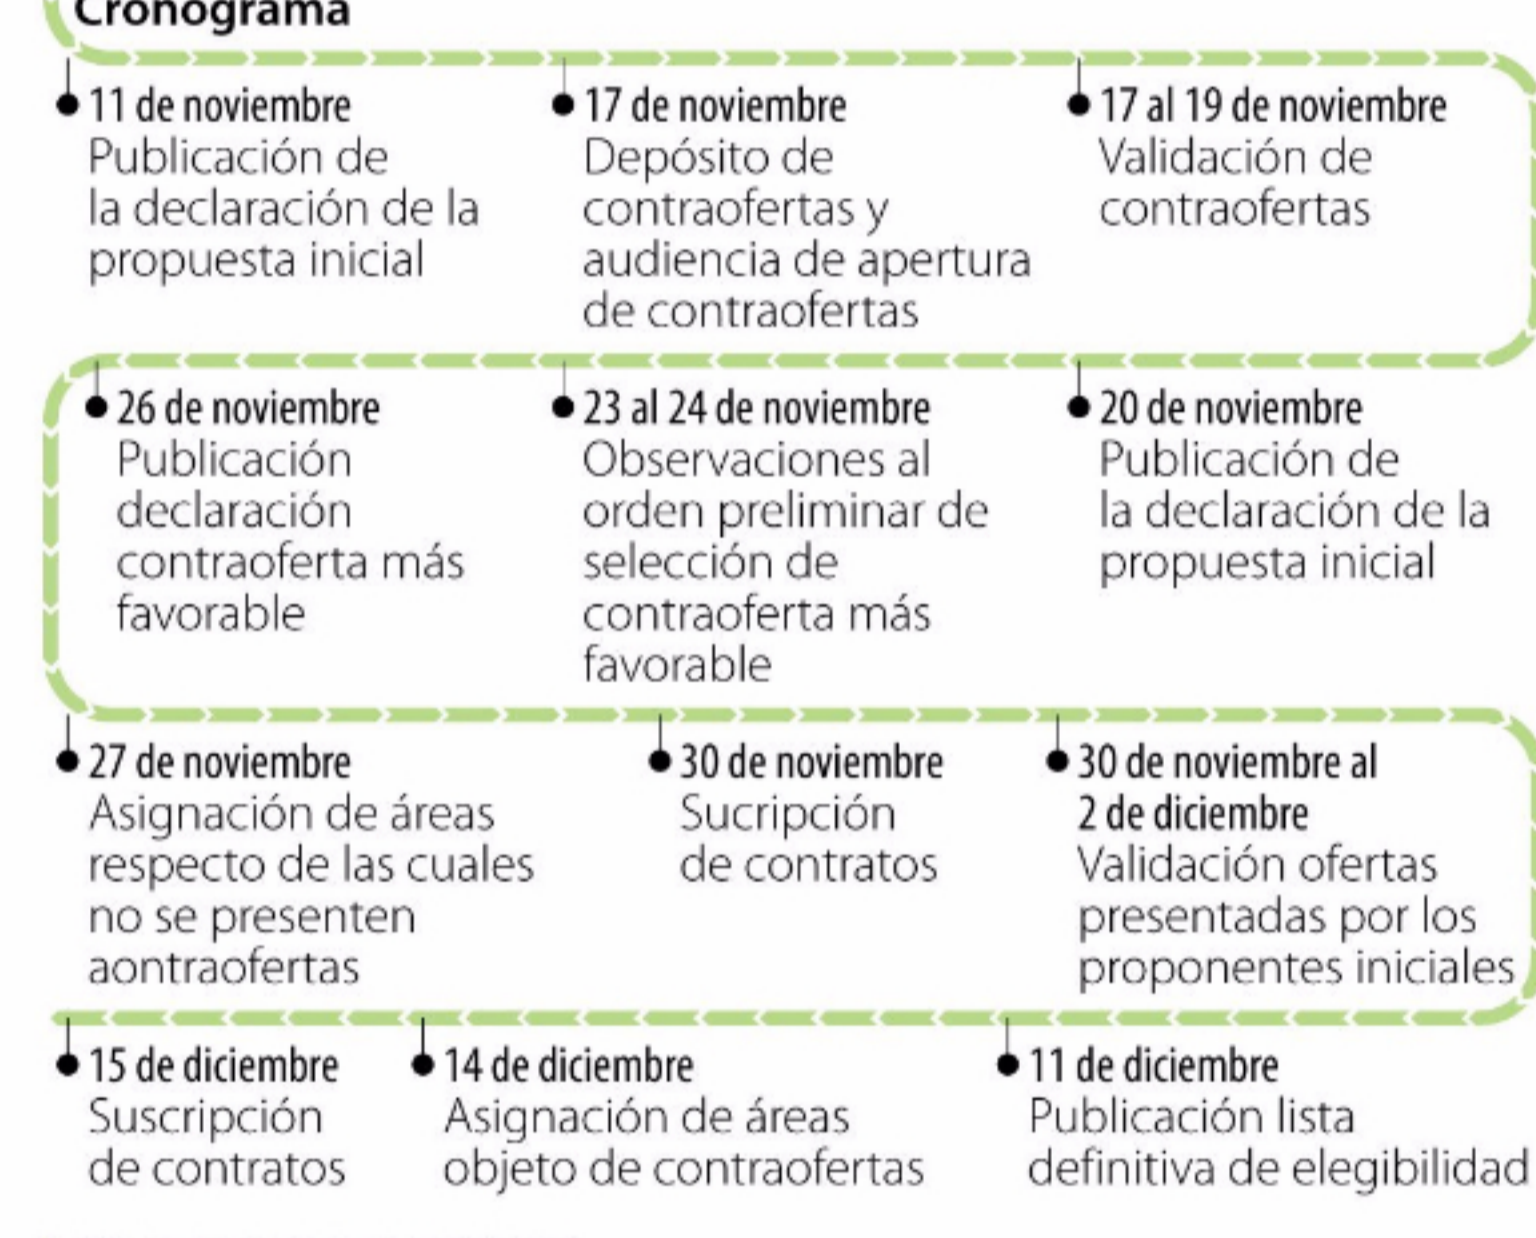 Cronograma
11 de noviembre
Publicación de
la declaración de la
propuesta inicial
17 de noviembre
Depósito de
contraofertas y
audiencia de apertura
de contraofertas
17 al 19 de noviembre
Validación de
contraofertas
20 de noviembre
Publicación de
la declaración de la
propuesta inicial
23 al 24 de noviembre
Observaciones al
orden preliminar de
selección de
contraoferta más
favorable
26 de noviembre
Publicación
declaración
contraoferta más
favorable
27 de noviembre
Asignación de áreas
respecto de las cuales
no se presenten
aontraofertas
30 de noviembre
Sucripción
de contratos
30 de noviembre al
2 de diciembre
Validación ofertas
presentadas por los
proponentes iniciales
11 de diciembre
Publicación lista
definitiva de elegibilidad
14 de diciembre
Asignación de áreas
objeto de contraofertas
15 de diciembre
Suscripción
de contratos